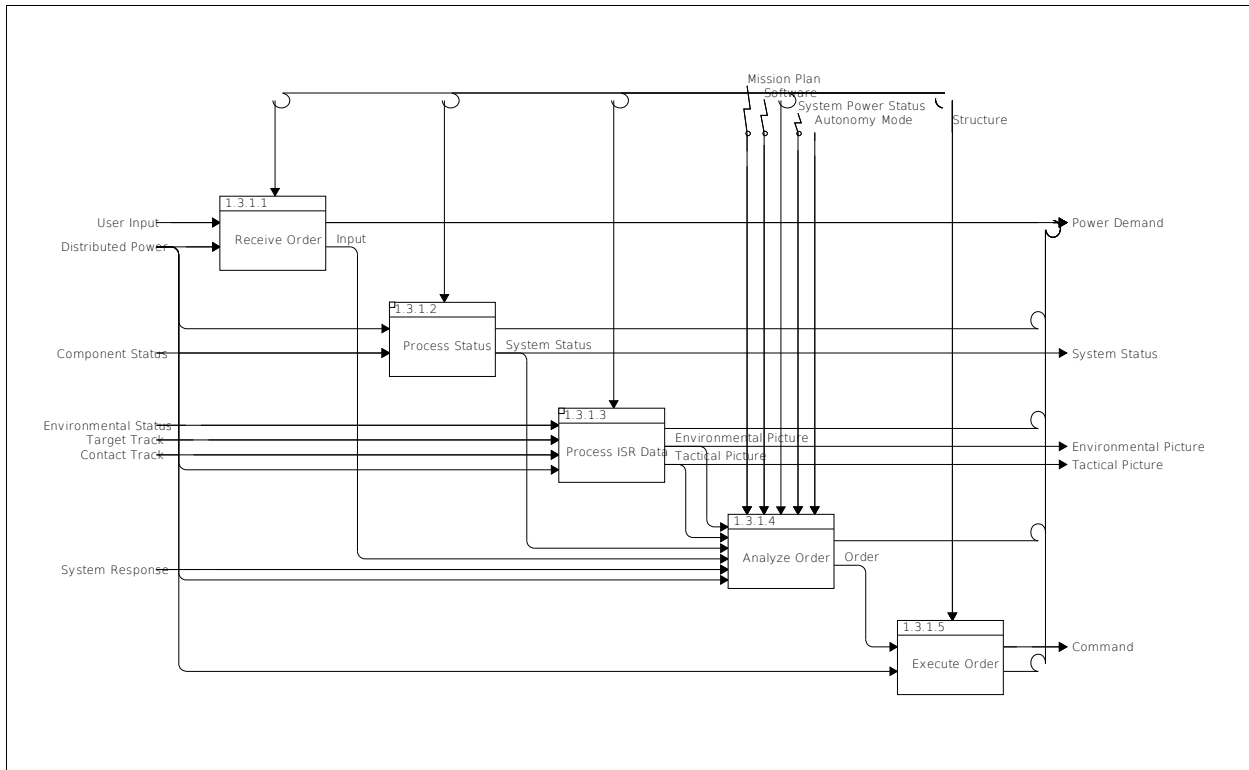 Mission Plan
Software
System Power Status
Autonomy Mode
Structure
1.3.1.1
Receive Order
User Input
Distributed Power
Input
Power Demand
1.3.1.2
Process Status
System Status
Component Status
System Status
1.3.1.3
Process ISR Data
Environmental Status
Target Track
Contact Track
Environmental Picture
Tactical Picture
Environmental Picture
Tactical Picture
1.3.1.4
Analyze Order
Order
System Response
1.3.1.5
Execute Order
Command